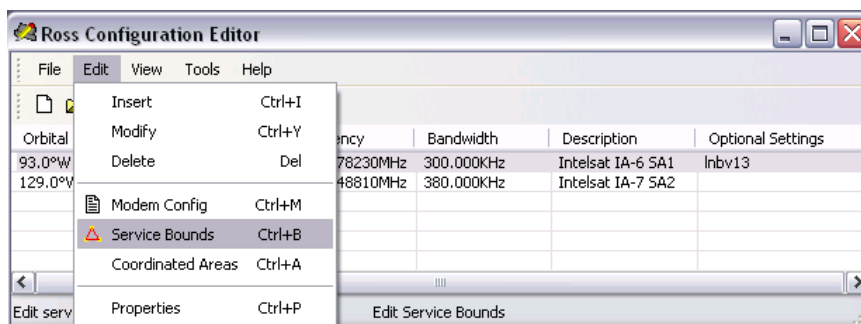 Ross Configuration Editor
File Edit View Tools Help
Insert Ctrl+I
Modify Ctrl+Y
Delete Del
Modem Config Ctrl+M
Service Bounds Ctrl+B
Coordinated Areas Ctrl+A
Properties Ctrl+P
Orbital Bandwidth Description Optional Settings
93.0°W 78230MHz 300.000KHz Intelsat IA-6 SA1 lnbv13
129.0° 48810MHz 380.000KHz Intelsat IA-7 SA2
Edit Edit Service Bounds